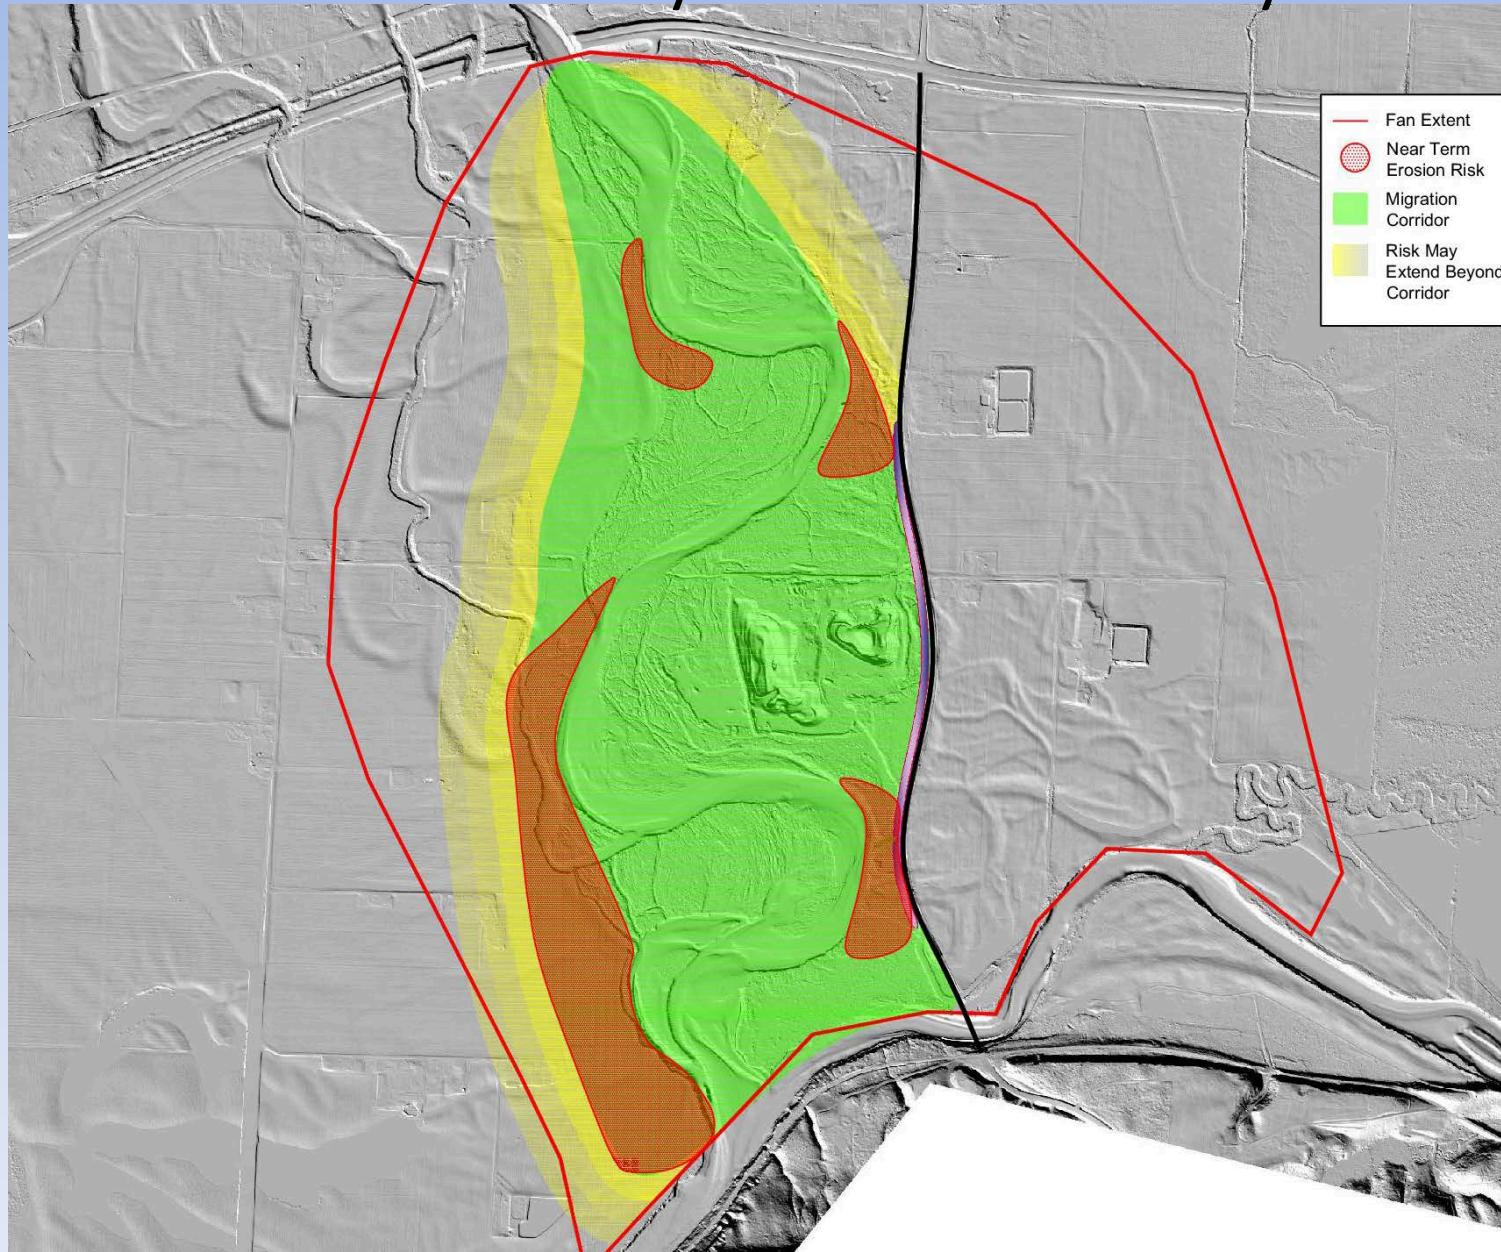 Fan Extent
Near Term
Erosion Risk
Migration
Corridor
Risk May
Extend Beyond
Corridor